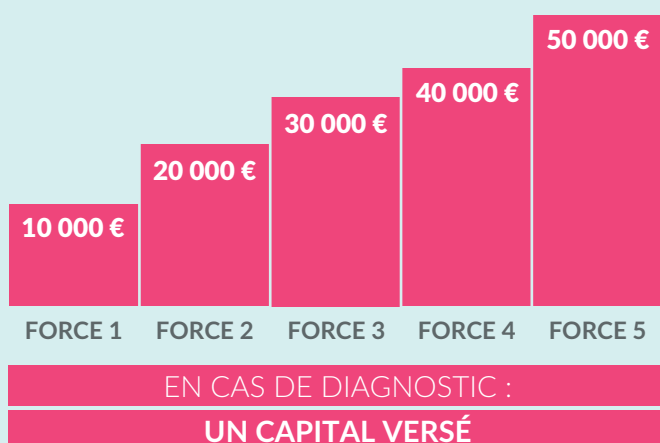 50 000 €
40 000 €
30 000 €
20 000 €
10 000 €
FORCE 1 FORCE 2 FORCE 3 FORCE 4 FORCE 5
EN CAS DE DIAGNOSTIC :
UN CAPITAL VERSÉ